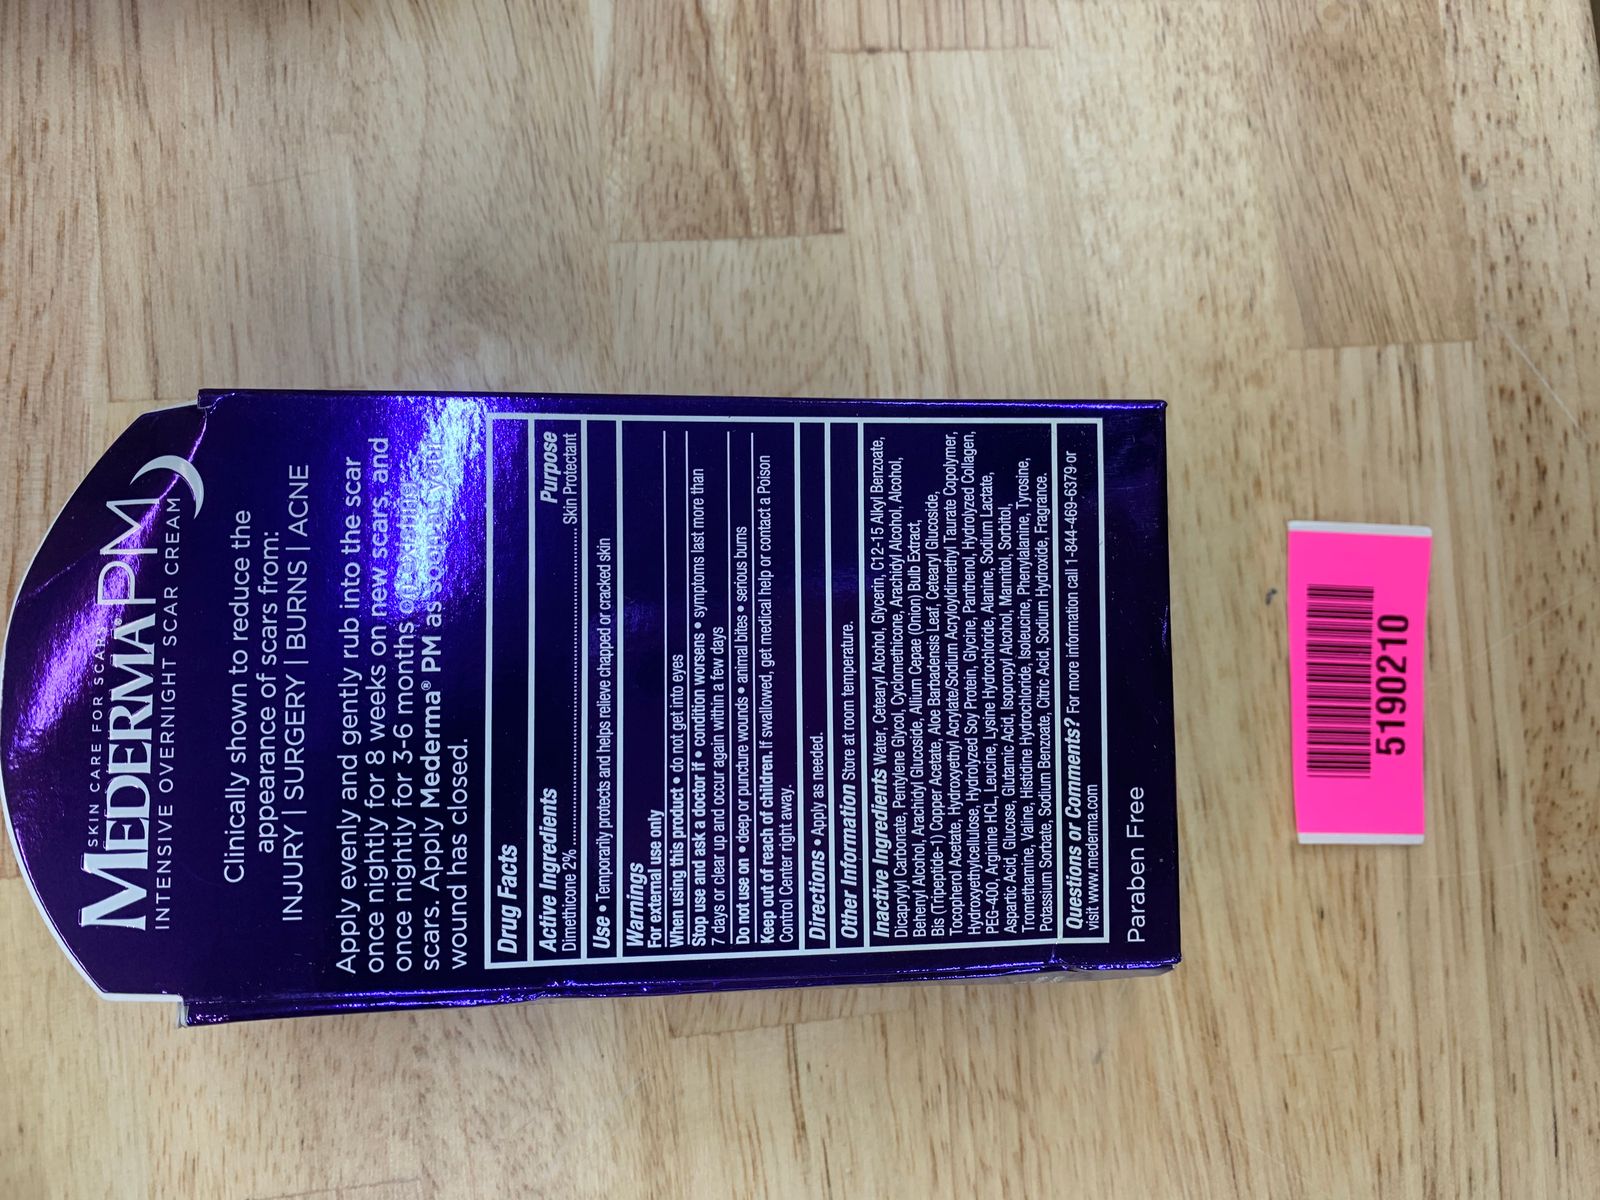 SKIN CARE FOR SCARS®
MEDERMA® PM
INTENSIVE OVERNIGHT SCAR CREAM
Clinically shown to reduce the
appearance of scars from:
INJURY | SURGERY | BURNS | ACNE
Apply evenly and gently rub into the scar
once nightly for 8 weeks on new scars, and
once nightly for 3-6 months on existing
scars. Apply Mederma® PM as soon as your
wound has closed.
Drug Facts
Active Ingredients Purpose
Dimethicone 2% Skin Protectant
Use • Temporarily protects and helps relieve chapped or cracked skin
Warnings
For external use only
When using this product • do not get into eyes
Stop use and ask a doctor if • condition worsens • symptoms last more than
7 days or clear up and occur again within a few days
Do not use on • deep or puncture wounds • animal bites • serious burns
Keep out of reach of children. If swallowed, get medical help or contact a Poison
Control Center right away.
Directions • Apply as needed.
Other Information Store at room temperature.
Inactive Ingredients Water, Cetearyl Alcohol, Glycerin, C12-15 Alkyl Benzoate,
Dicaprylyl Carbonate, Pentylene Glycol, Cyclomethicone, Arachidyl Alcohol, Alcohol,
Behenyl Alcohol, Arachidyl Glucoside, Allium Cepae (Onion) Bulb Extract,
Bis (Tripeptide-1) Copper Acetate, Aloe Barbadensis Leaf, Cetearyl Glucoside,
Tocopherol Acetate, Hydroxyethyl Acrylate/Sodium Acryloyldimethyl Taurate Copolymer,
Hydroxyethylcellulose, Hydrolyzed Soy Protein, Glycine, Panthenol, Hydrolyzed Collagen,
PEG-400, Arginine HCL, Leucine, Lysine Hydrochloride, Alanine, Sodium Lactate,
Aspartic Acid, Glucose, Glutamic Acid, Isopropyl Alcohol, Mannitol, Sorbitol,
Tromethamine, Valine, Histidine Hydrochloride, Isoleucine, Phenylalanine, Tyrosine,
Potassium Sorbate, Sodium Benzoate, Citric Acid, Sodium Hydroxide, Fragrance.
Questions or Comments? For more information call 1-844-469-6379 or
visit www.mederma.com
Paraben Free
5190210